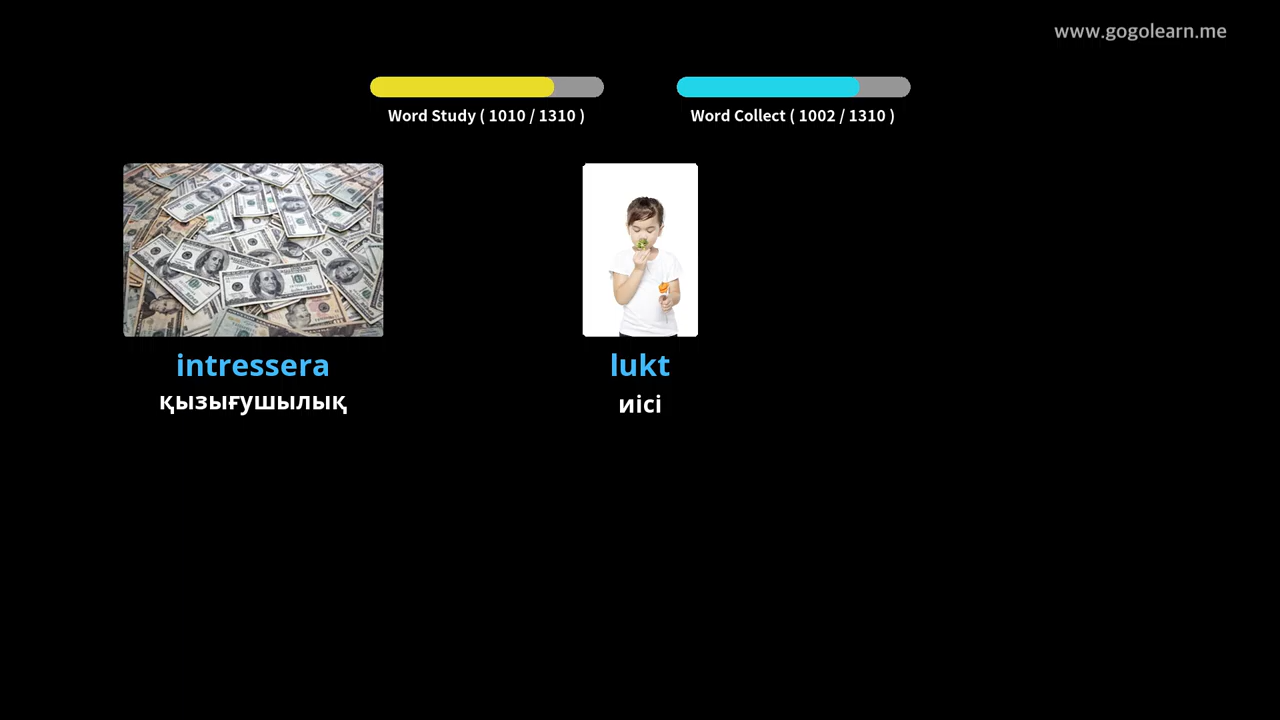 www.gogolearn.me
Word Study ( 1010 / 1310 )
Word Collect ( 1002 / 1310 )
intressera
қызығушылық
lukt
иісі